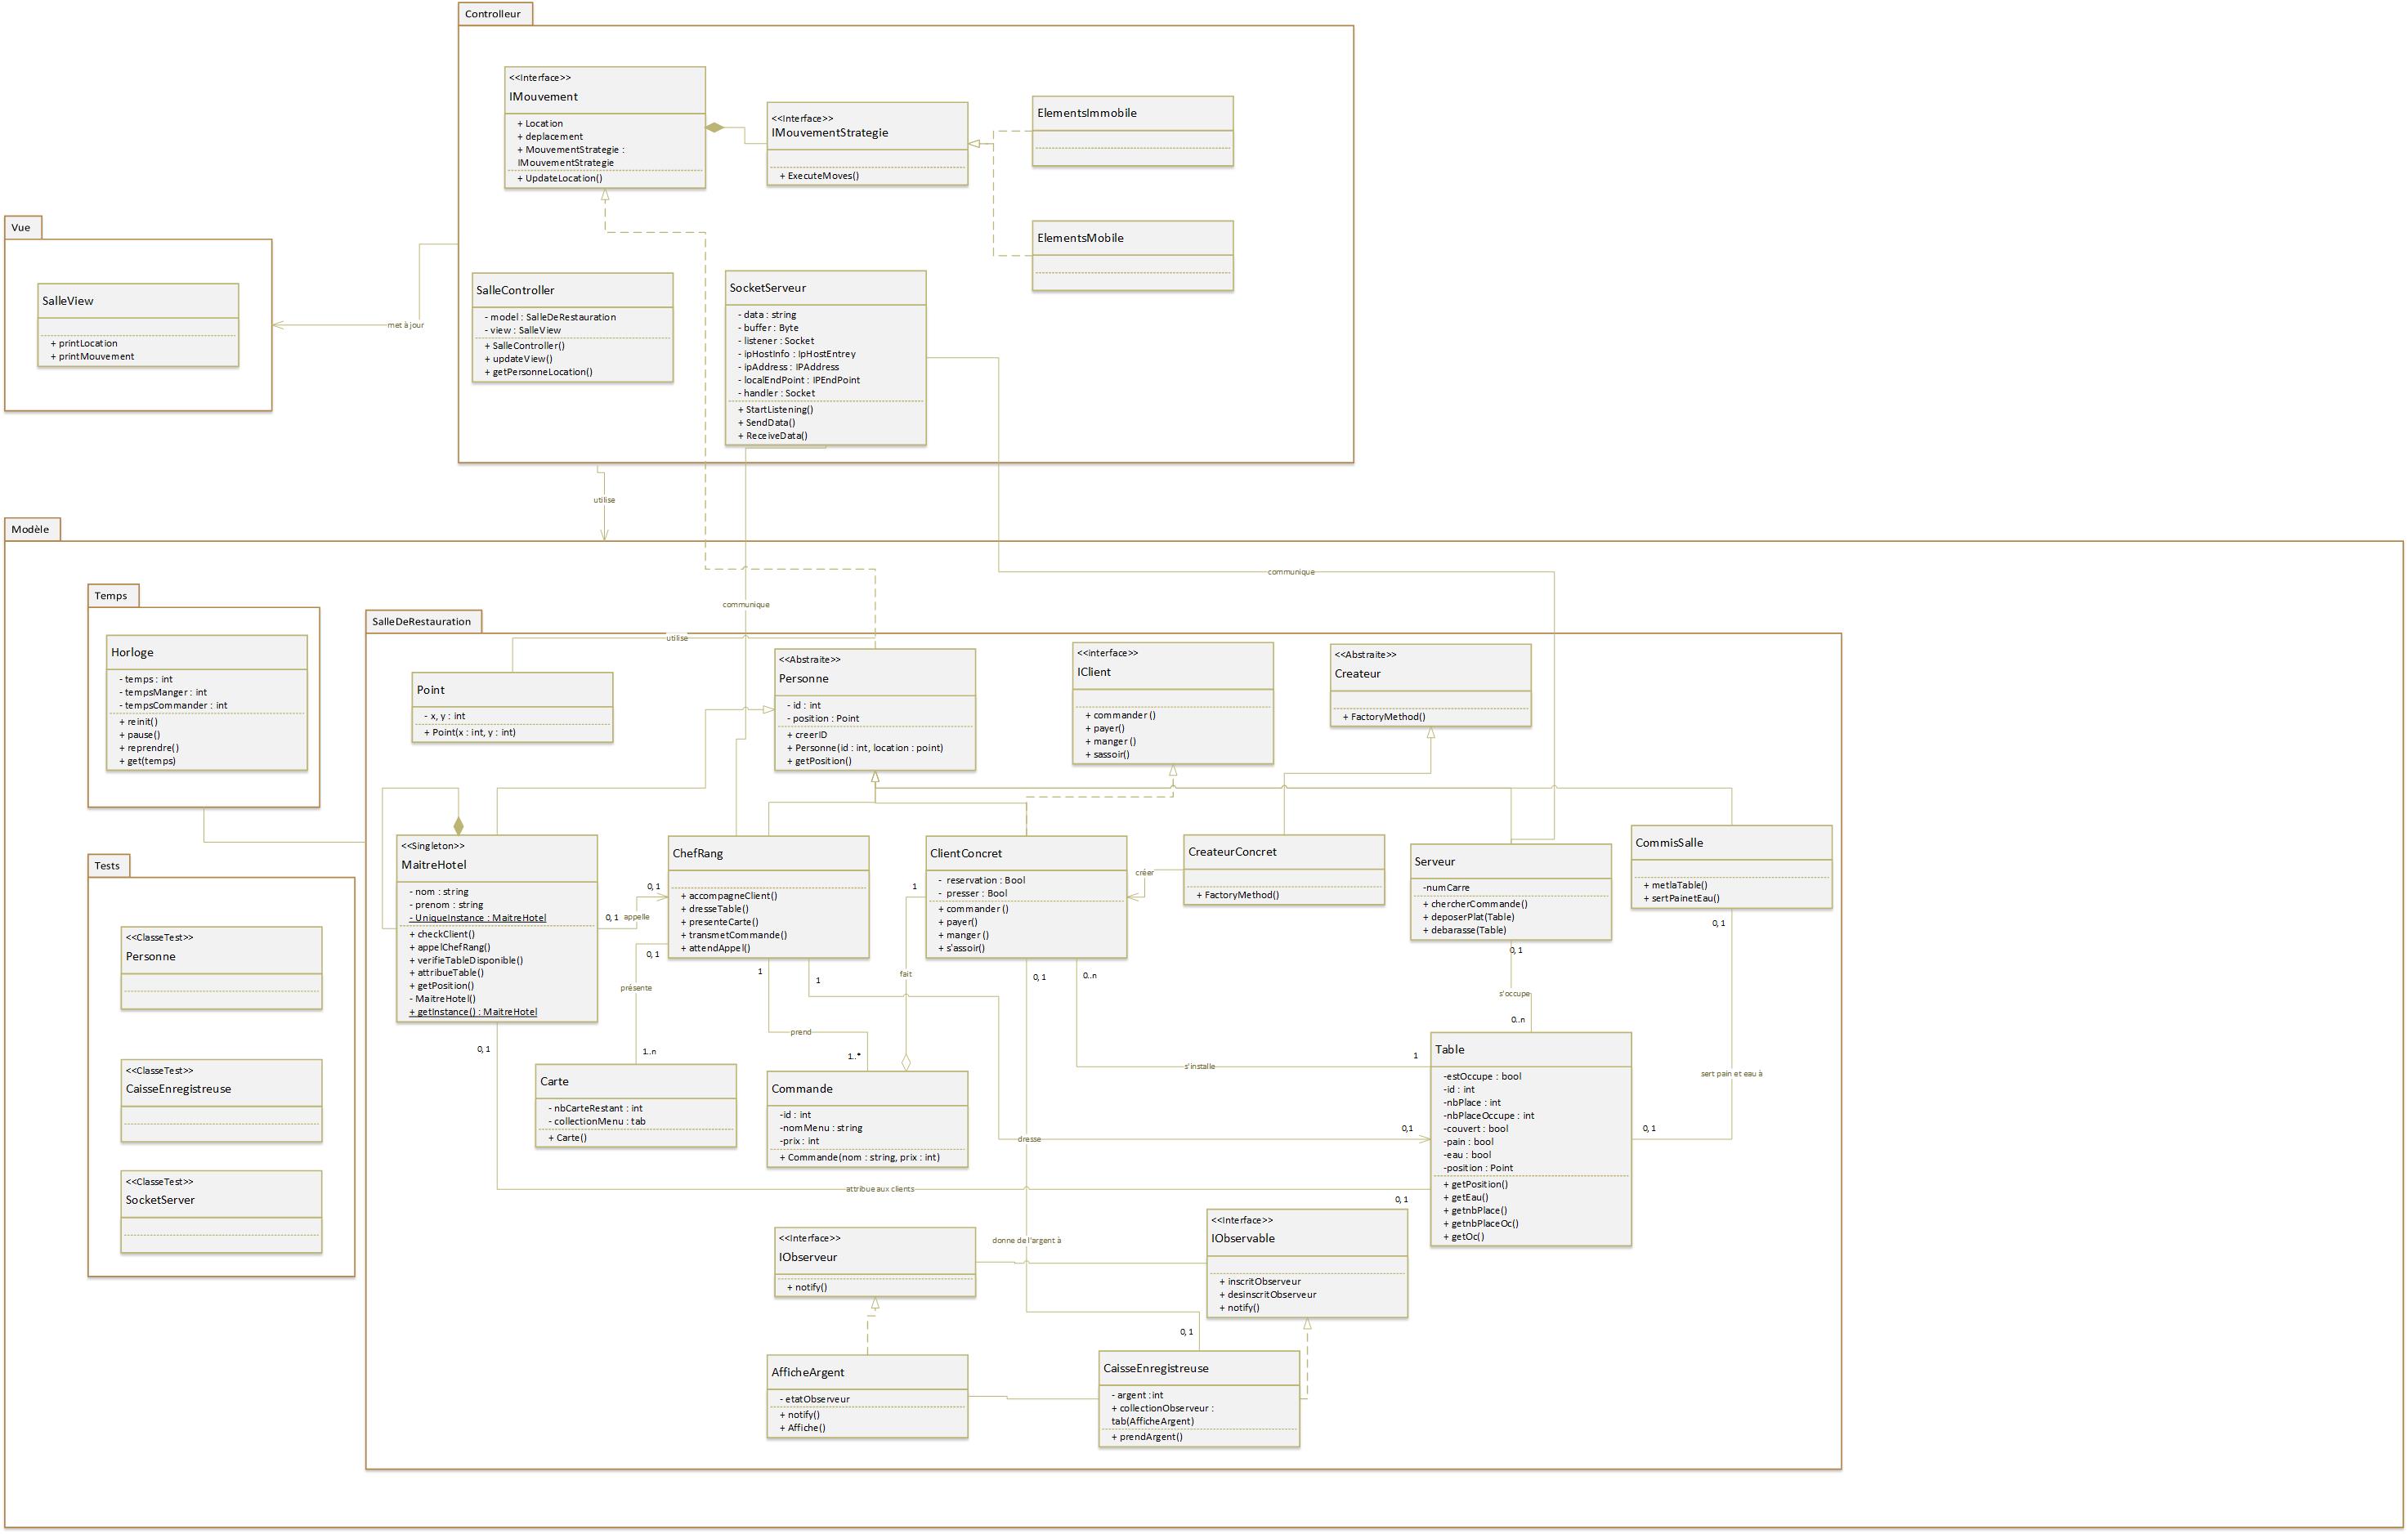 Controlleur
<<Interface>>
IMouvement
+ Location
+ deplacement
+ MouvementStrategie :
IMouvementStrategie
+ UpdateLocation()
<<Interface>>
IMouvementStrategie
+ ExecuteMoves()
ElementsImmobile
ElementsMobile
Vue
SalleView
+ printLocation
+ printMouvement
met à jour
SalleController
- model : SalleDeRestauration
- view : SalleView
+ SalleController()
+ updateView()
+ getPersonneLocation()
SocketServeur
- data : string
- buffer : Byte
- listener : Socket
- ipHostInfo : IpHostEntrey
- ipAddress : IPAddress
- localEndPoint : IPEndPoint
- handler : Socket
+ StartListening()
+ SendData()
+ ReceiveData()
utilise
Modèle
communique
communique
Temps
Horloge
- temps : int
- tempsManger : int
- tempsCommander : int
+ reinit()
+ pause()
+ reprendre()
+ get(temps)
SalleDeRestauration
utilise
Point
- x, y : int
+ Point(x : int, y : int)
<<Abstraite>>
Personne
- id : int
- position : Point
+ creerID
+ Personne(id : int, location : point)
+ getPosition()
<<interface>>
IClient
+ commander ()
+ payer()
+ manger ()
+ sassoir()
<<Abstraite>>
Createur
+ FactoryMethod()
<<Singleton>>
MaitreHotel
- nom : string
- prenom : string
- UniqueInstance : MaitreHotel
+ checkClient()
+ appelChefRang()
+ verifieTableDisponible()
+ attribueTable()
+ getPosition()
- MaitreHotel()
+ getInstance() : MaitreHotel
0, 1
0, 1
appelle
ChefRang
+ accompagneClient()
+ dresseTable()
+ presenteCarte()
+ transmetCommande()
+ attendAppel()
ClientConcret
- reservation : Bool
- presser : Bool
+ commander ()
+ payer()
+ manger ()
+ s'assoir()
1
créer
CreateurConcret
+ FactoryMethod()
Serveur
-numCarre
+ chercherCommande()
+ deposerPlat(Table)
+ debarasse(Table)
CommisSalle
+ metlaTable()
+ sertPainetEau()
0, 1
0, 1
0, 1
présente
1..n
1
1
prend
1..*
fait
0, 1
0..n
s'occupe
0..n
Tests
<<ClasseTest>>
Personne
<<ClasseTest>>
CaisseEnregistreuse
<<ClasseTest>>
SocketServer
0, 1
Carte
- nbCarteRestant : int
- collectionMenu : tab
+ Carte()
Commande
-id : int
-nomMenu : string
-prix : int
+ Commande(nom : string, prix : int)
s'installe
1
Table
-estOccupe : bool
-id : int
-nbPlace : int
-nbPlaceOccupe : int
-couvert : bool
-pain : bool
-eau : bool
-position : Point
+ getPosition()
+ getEau()
+ getnbPlace()
+ getnbPlaceOc()
+ getOc()
sert pain et eau à
0, 1
dresse
0,1
attribue aux clients
0, 1
<<Interface>>
IObserveur
+ notify()
donne de l'argent à
<<Interface>>
IObservable
+ inscritObserveur
+ desinscritObserveur
+ notify()
0, 1
AfficheArgent
- etatObserveur
+ notify()
+ Affiche()
CaisseEnregistreuse
- argent :int
+ collectionObserveur :
tab(AfficheArgent)
+ prendArgent()